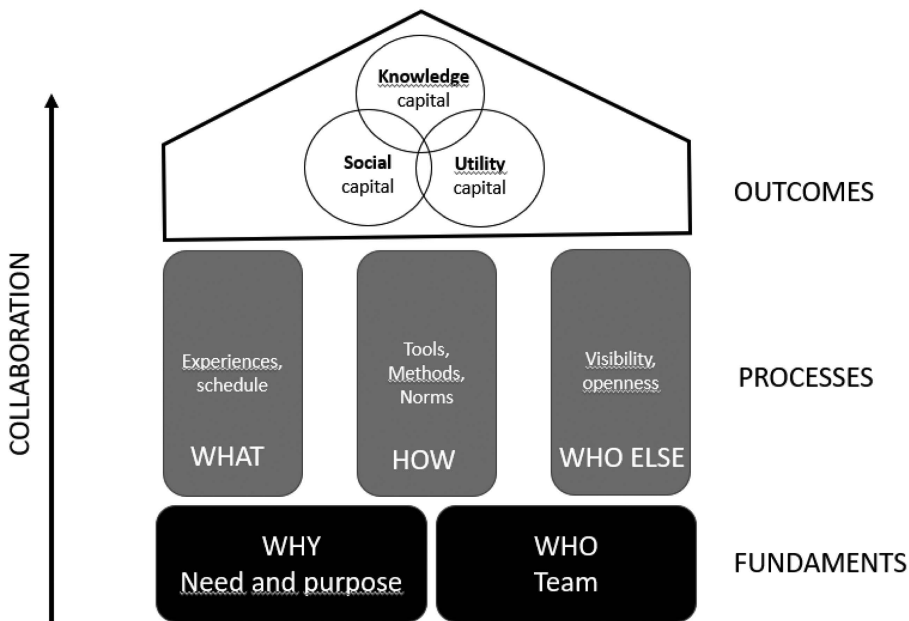 Knowledge
capital
Social
capital
Utility
capital
OUTCOMES
COLLABORATION
Experiences,
schedule
WHAT
Tools,
Methods,
Norms
HOW
Visibility,
openness
WHO ELSE
PROCESSES
WHY
Need and purpose
WHO
Team
FUNDAMENTS